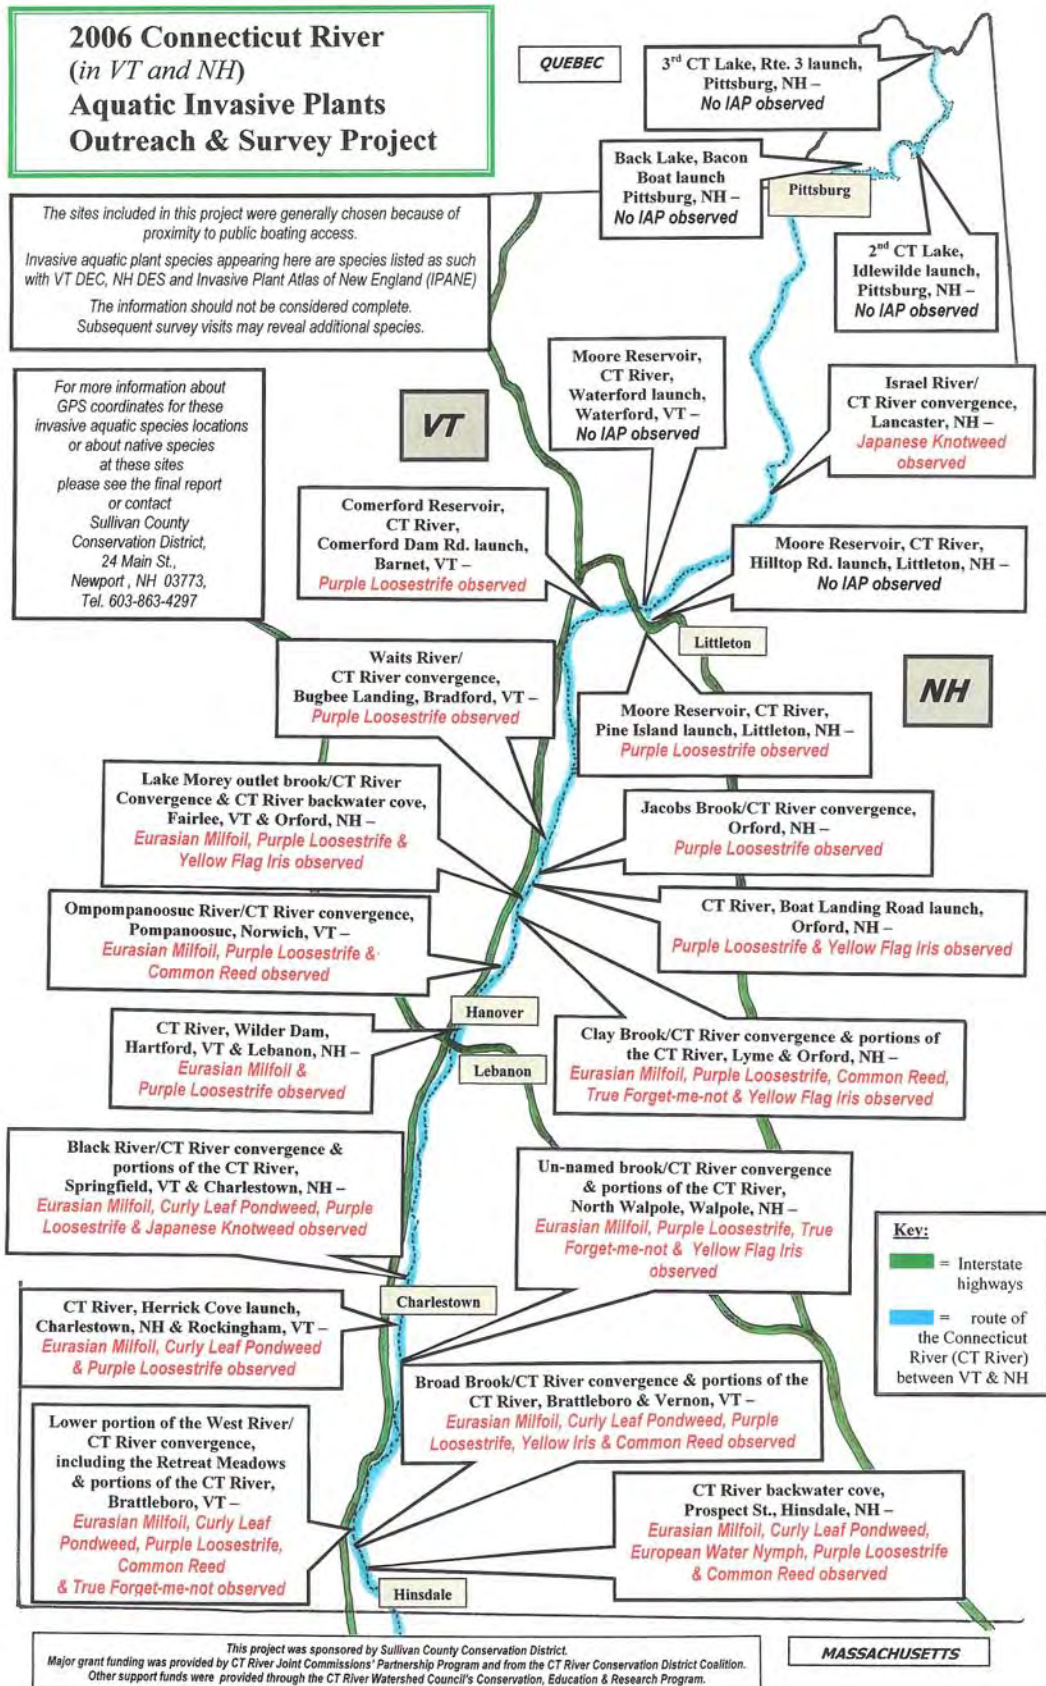 2006 Connecticut River
(in VT and NH)
Aquatic Invasive Plants
Outreach & Survey Project
The sites included in this project were generally chosen because of
proximity to public boating access.
Invasive aquatic plant species appearing here are species listed as such
with VT DEC, NH DES and Invasive Plant Atlas of New England (IPANE)
The information should not be considered complete.
Subsequent survey visits may reveal additional species.
For more information about
GPS coordinates for these
invasive aquatic species locations
or about native species
at these sites
please see the final report
or contact
Sullivan County
Conservation District,
24 Main St.,
Newport , NH 03773,
Tel. 603-863-4297
QUEBEC
3rd CT Lake, Rte. 3 launch,
Pittsburg, NH –
No IAP observed
Back Lake, Bacon
Boat launch
Pittsburg, NH –
No IAP observed
Pittsburg
2nd CT Lake,
Idlewilde launch,
Pittsburg, NH –
No IAP observed
Moore Reservoir,
CT River,
Waterford launch,
Waterford, VT –
No IAP observed
Israel River/
CT River convergence,
Lancaster, NH –
Japanese Knotweed
observed
VT
Comerford Reservoir,
CT River,
Comerford Dam Rd. launch,
Barnet, VT –
Purple Loosestrife observed
Moore Reservoir, CT River,
Hilltop Rd. launch, Littleton, NH –
No IAP observed
Littleton
NH
Waits River/
CT River convergence,
Bugbee Landing, Bradford, VT –
Purple Loosestrife observed
Moore Reservoir, CT River,
Pine Island launch, Littleton, NH –
Purple Loosestrife observed
Lake Morey outlet brook/CT River
Convergence & CT River backwater cove,
Fairlee, VT & Orford, NH –
Eurasian Milfoil, Purple Loosestrife &
Yellow Flag Iris observed
Jacobs Brook/CT River convergence,
Orford, NH –
Purple Loosestrife observed
Ompompanoosuc River/CT River convergence,
Pompanoosuc, Norwich, VT –
Eurasian Milfoil, Purple Loosestrife &
Common Reed observed
CT River, Boat Landing Road launch,
Orford, NH –
Purple Loosestrife & Yellow Flag Iris observed
Hanover
CT River, Wilder Dam,
Hartford, VT & Lebanon, NH –
Eurasian Milfoil &
Purple Loosestrife observed
Lebanon
Clay Brook/CT River convergence & portions of
the CT River, Lyme & Orford, NH –
Eurasian Milfoil, Purple Loosestrife, Common Reed,
True Forget-me-not & Yellow Flag Iris observed
Black River/CT River convergence &
portions of the CT River,
Springfield, VT & Charlestown, NH –
Eurasian Milfoil, Curly Leaf Pondweed, Purple
Loosestrife & Japanese Knotweed observed
Un-named brook/CT River convergence
& portions of the CT River,
North Walpole, Walpole, NH –
Eurasian Milfoil, Purple Loosestrife, True
Forget-me-not & Yellow Flag Iris
observed
Key:
= Interstate
highways
= route of
the Connecticut
River (CT River)
between VT & NH
Charlestown
CT River, Herrick Cove launch,
Charlestown, NH & Rockingham, VT –
Eurasian Milfoil, Curly Leaf Pondweed
& Purple Loosestrife observed
Broad Brook/CT River convergence & portions of the
CT River, Brattleboro & Vernon, VT –
Eurasian Milfoil, Curly Leaf Pondweed, Purple
Loosestrife, Yellow Iris & Common Reed observed
Lower portion of the West River/
CT River convergence,
including the Retreat Meadows
& portions of the CT River,
Brattleboro, VT –
Eurasian Milfoil, Curly Leaf
Pondweed, Purple Loosestrife,
Common Reed
& True Forget-me-not observed
CT River backwater cove,
Prospect St., Hinsdale, NH –
Eurasian Milfoil, Curly Leaf Pondweed,
European Water Nymph, Purple Loosestrife
& Common Reed observed
Hinsdale
This project was sponsored by Sullivan County Conservation District.
Major grant funding was provided by CT River Joint Commissions' Partnership Program and from the CT River Conservation District Coalition.
Other support funds were provided through the CT River Watershed Council's Conservation, Education & Research Program.
MASSACHUSETTS